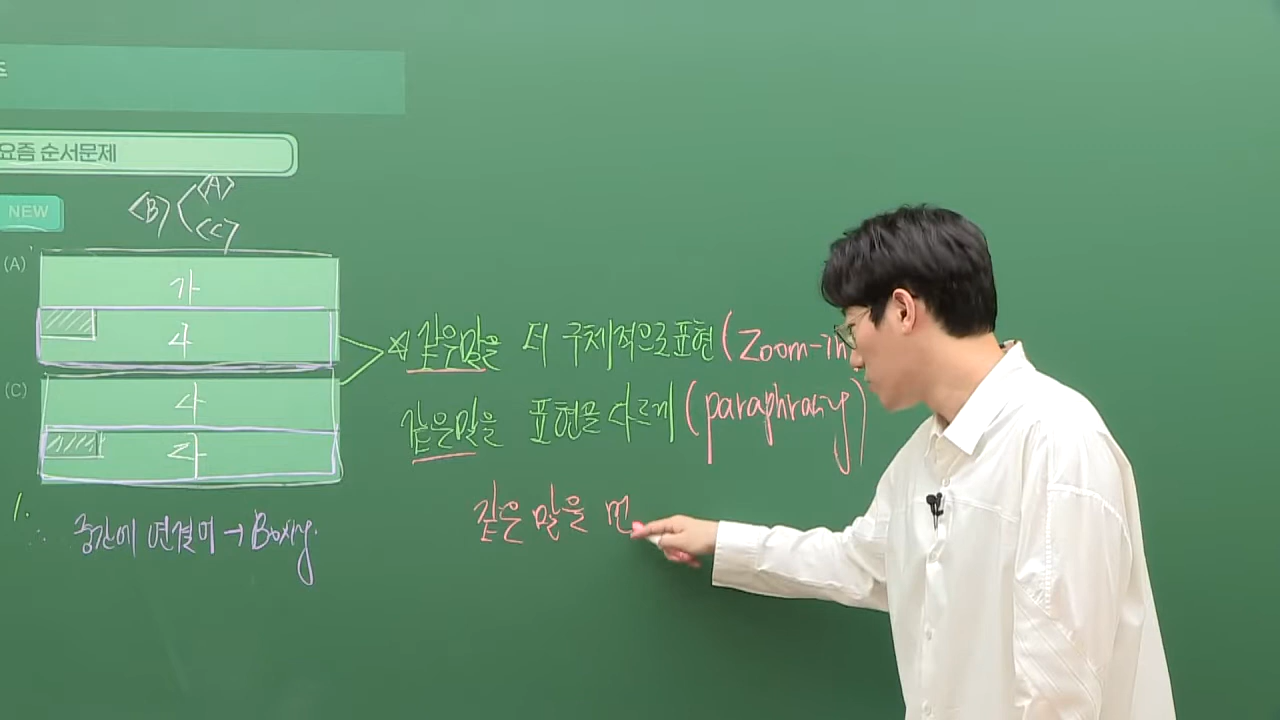 요즘 순서문제
NEW
<B> <A>
<C>
(A)
가
나
(C)
다
라
같은말을 더 구체적으로 표현 (Zoom-in
같은말을 표현을 다르게 (paraphrasing)
같은 말을 먼
중간에 연결어 → Boxing.